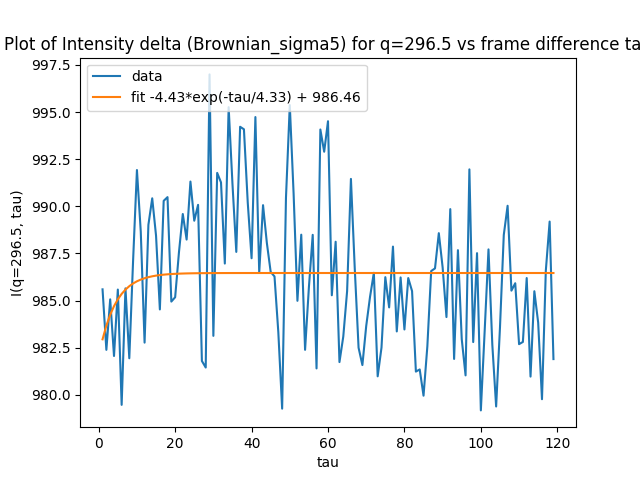 Plot of Intensity delta (Brownian_sigma5) for q=296.5 vs frame difference ta
997.5
995.0
992.5
990.0
987.5
985.0
982.5
980.0
I(q=296.5, tau)
data
fit -4.43*exp(-tau/4.33) + 986.46
0 20 40 60 80 100 120
tau